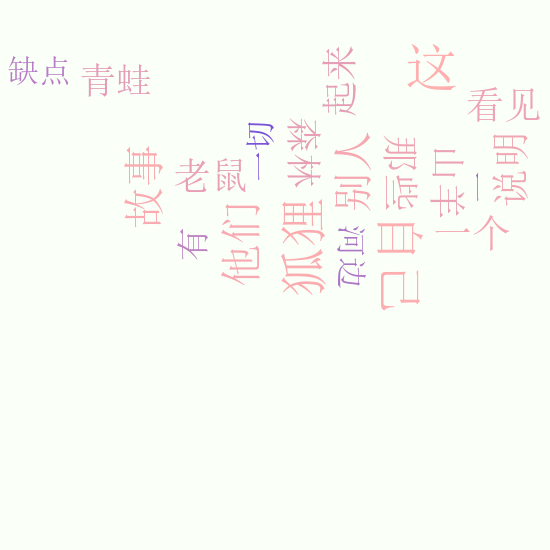 缺点
青蛙
起来
这
看见
一切
森林
别人
那些
山羊
说明
一
故事
老鼠
有
他们
狐狸
河边
自己
一个